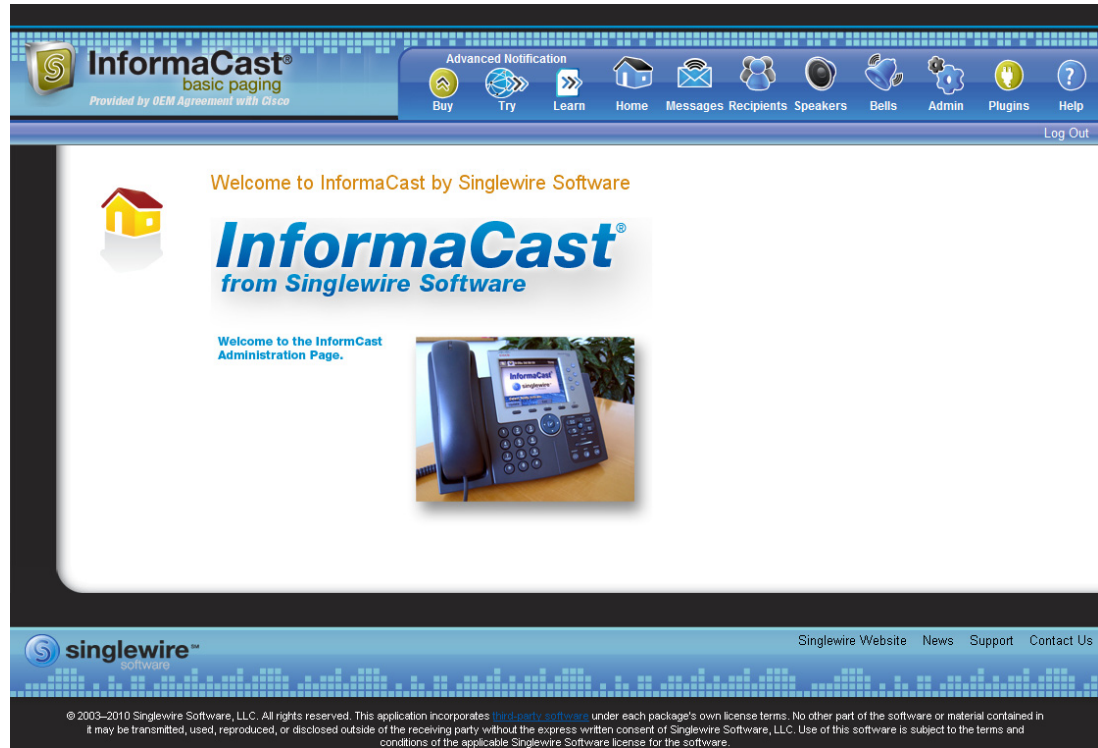 InformaCast®
basic paging
Provided by OEM Agreement with Cisco
Advanced Notification
Buy Try Learn Home Messages Recipients Speakers Bells Admin Plugins Help
Log Out
Welcome to InformaCast by Singlewire Software
InformaCast®
from Singlewire Software
Welcome to the InformCast
Administration Page.
InformaCast
singlewire
Singlewire Website News Support Contact Us
singlewire℠
software
© 2003–2010 Singlewire Software, LLC. All rights reserved. This application incorporates third-party software under each package's own license terms. No other part of the software or material contained in
it may be transmitted, used, reproduced, or disclosed outside of the receiving party without the express written consent of Singlewire Software, LLC. Use of this software is subject to the terms and
conditions of the applicable Singlewire Software license for the software.